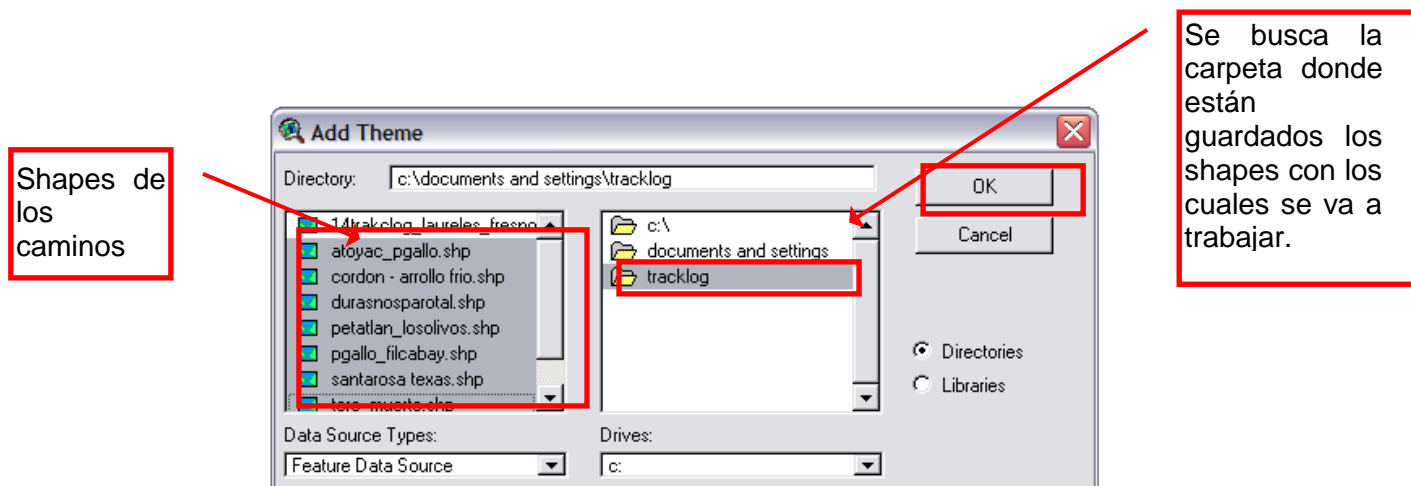 Se busca la
carpeta donde
están
guardados los
shapes con los
cuales se va a
trabajar.
Shapes de
los
caminos
Add Theme
Directory: c:\documents and settings\tracklog
OK
Cancel
14trakclog_laureles_fresno
atoyac_pgallo.shp
cordon - arrollo frio.shp
durasnosparotal.shp
petatlan_losolivos.shp
pgallo_filcabay.shp
santarosa texas.shp
c:\
documents and settings
tracklog
Directories
Libraries
Data Source Types:
Feature Data Source
Drives:
c: